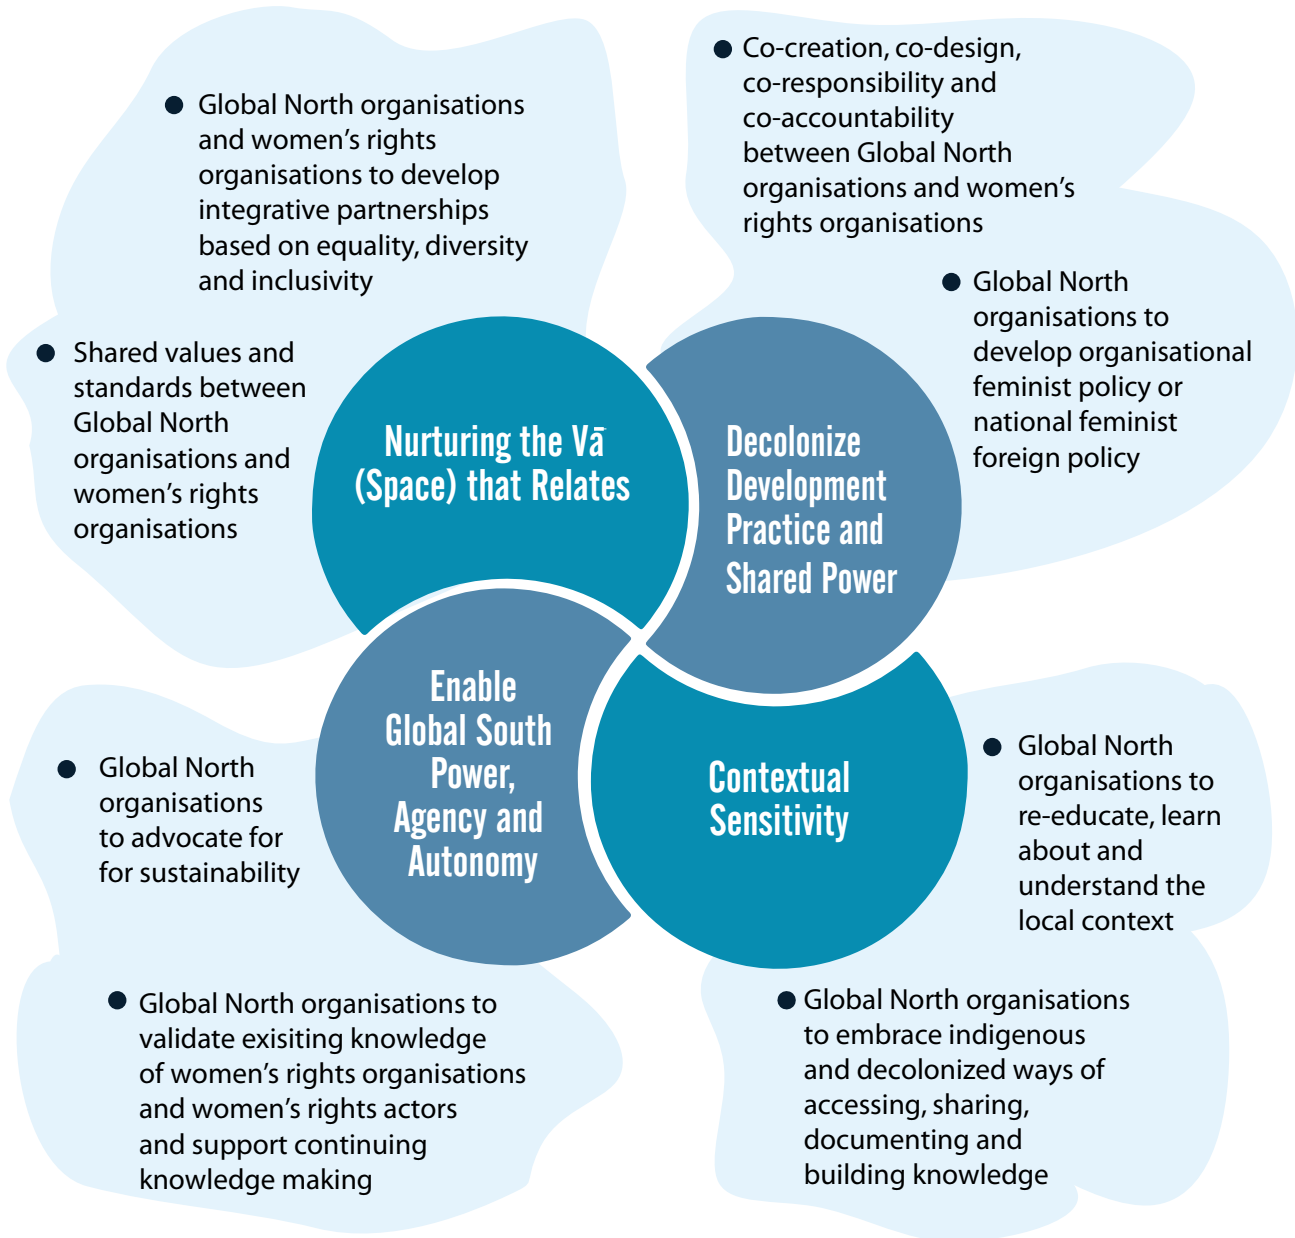 ● Global North organisations
and women's rights
organisations to develop
integrative partnerships
based on equality, diversity
and inclusivity
● Shared values and
standards between
Global North
organisations and
women's rights
organisations
Nurturing the Vā
(Space) that Relates
● Co-creation, co-design,
co-responsibility and
co-accountability
between Global North
organisations and women's
rights organisations
● Global North
organisations to
develop organisational
feminist policy or
national feminist
foreign policy
Decolonize
Development
Practice and
Shared Power
Enable
Global South
Power,
Agency and
Autonomy
● Global North
organisations
to advocate for
for sustainability
● Global North organisations to
validate exisiting knowledge
of women's rights organisations
and women's rights actors
and support continuing
knowledge making
Contextual
Sensitivity
● Global North
organisations to
re-educate, learn
about and
understand the
local context
● Global North organisations
to embrace indigenous
and decolonized ways of
accessing, sharing,
documenting and
building knowledge